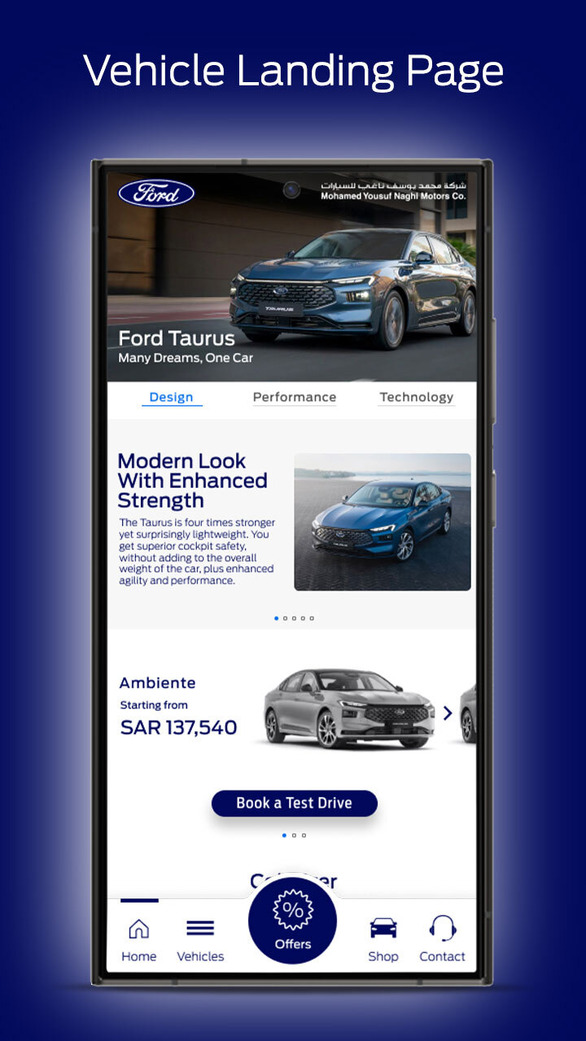 Vehicle Landing Page
Ford
شركة محمد يوسف ناغي للسيارات
Mohamed Yousuf Naghi Motors Co.
TAURUS
Ford Taurus
Many Dreams, One Car
Design
Performance
Technology
Modern Look
With Enhanced
Strength
The Taurus is four times stronger
yet surprisingly lightweight. You
get superior cockpit safety,
without adding to the overall
weight of the car, plus enhanced
agility and performance.
Ambiente
Starting from
SAR 137,540
Book a Test Drive
%
Offers
Home
Vehicles
Shop
Contact